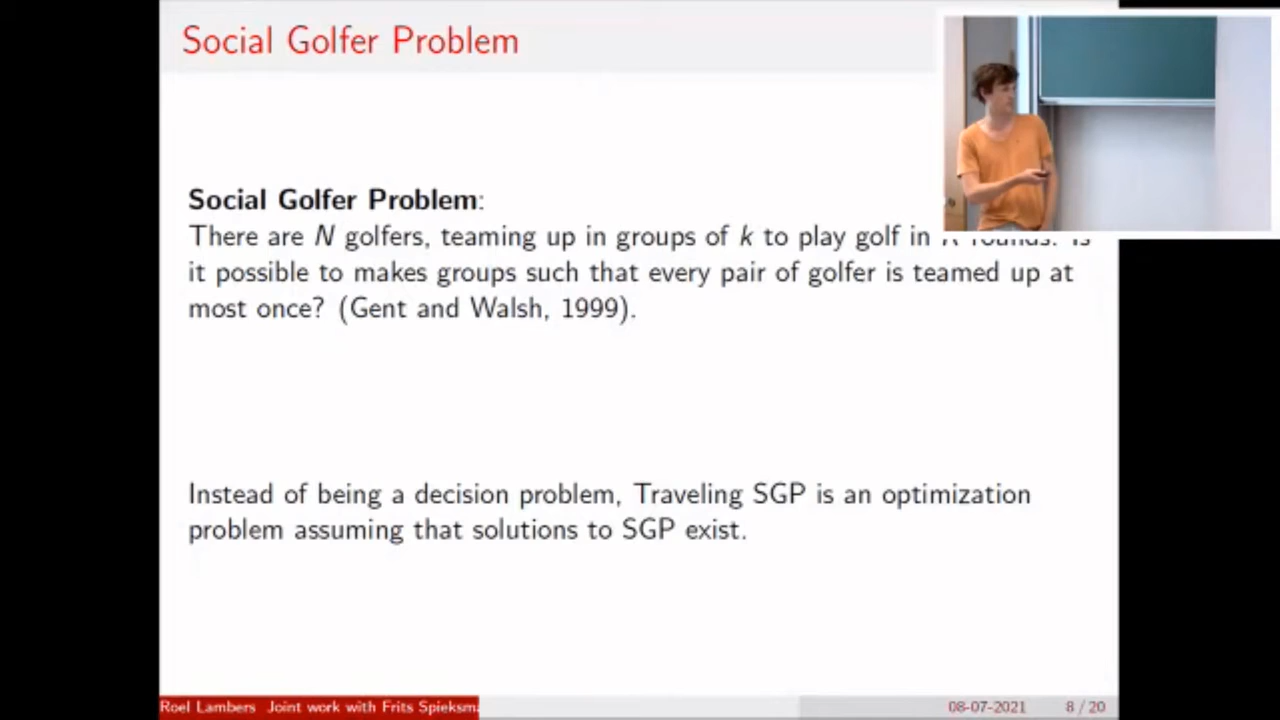 Social Golfer Problem
Social Golfer Problem:
There are N golfers, teaming up in groups of k to play golf in
it possible to makes groups such that every pair of golfer is teamed up at
most once? (Gent and Walsh, 1999).
Instead of being a decision problem, Traveling SGP is an optimization
problem assuming that solutions to SGP exist.
Roel Lambers Joint work with Frits Spieksma 08-07-2021 8 / 20